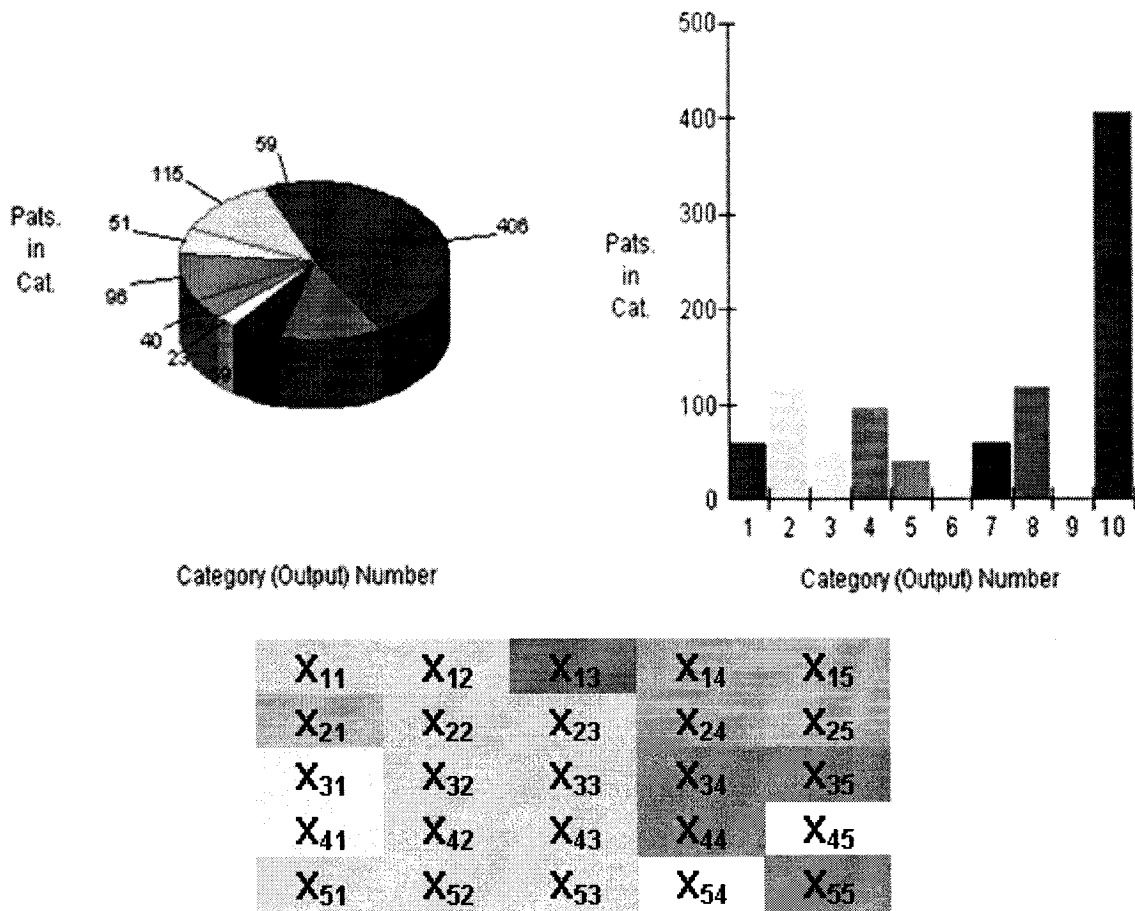 59
115
Pats.
in
Cat.
51
406
96
40
23
59
Category (Output) Number
500
400
300
Pats.
in
Cat.
200
100
0
1 2 3 4 5 6 7 8 9 10
Category (Output) Number
X11 X12 X13 X14 X15
X21 X22 X23 X24 X25
X31 X32 X33 X34 X35
X41 X42 X43 X44 X45
X51 X52 X53 X54 X55